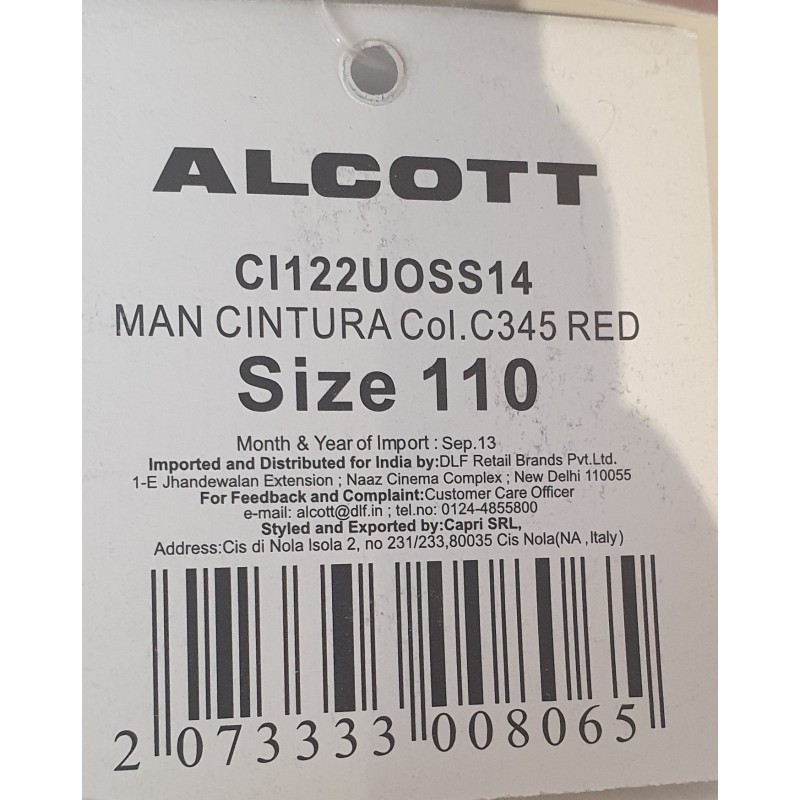 ALCOTT
CI122UOSS14
MAN CINTURA Col.C345 RED
Size 110
Month & Year of Import : Sep.13
Imported and Distributed for India by:DLF Retail Brands Pvt.Ltd.
1-E Jhandewalan Extension ; Naaz Cinema Complex ; New Delhi 110055
For Feedback and Complaint:Customer Care Officer
e-mail: alcott@dlf.in ; tel.no: 0124-4855800
Styled and Exported by:Capri SRL,
Address:Cis di Nola Isola 2, no 231/233,80035 Cis Nola(NA ,Italy)
2 073333 008065